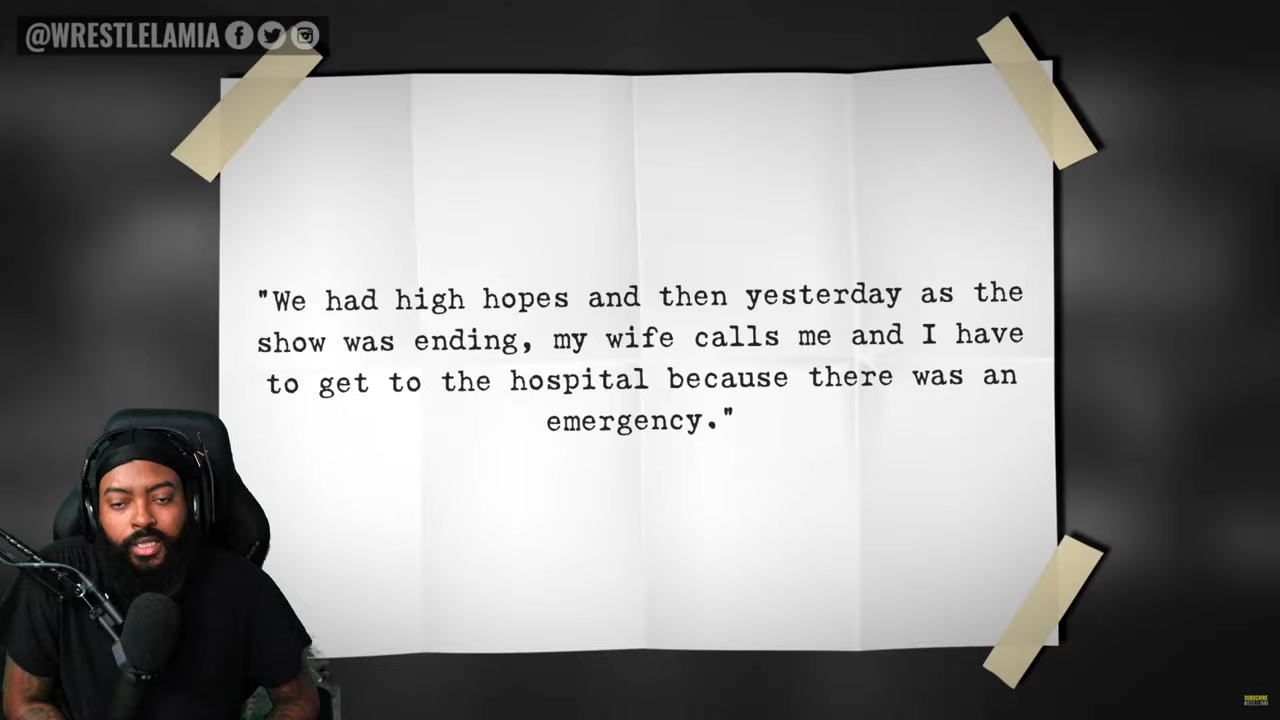 @WRESTLELAMIA
"We had high hopes and then yesterday as the
show was ending, my wife calls me and I have
to get to the hospital because there was an
emergency."
SUBSCRIBE